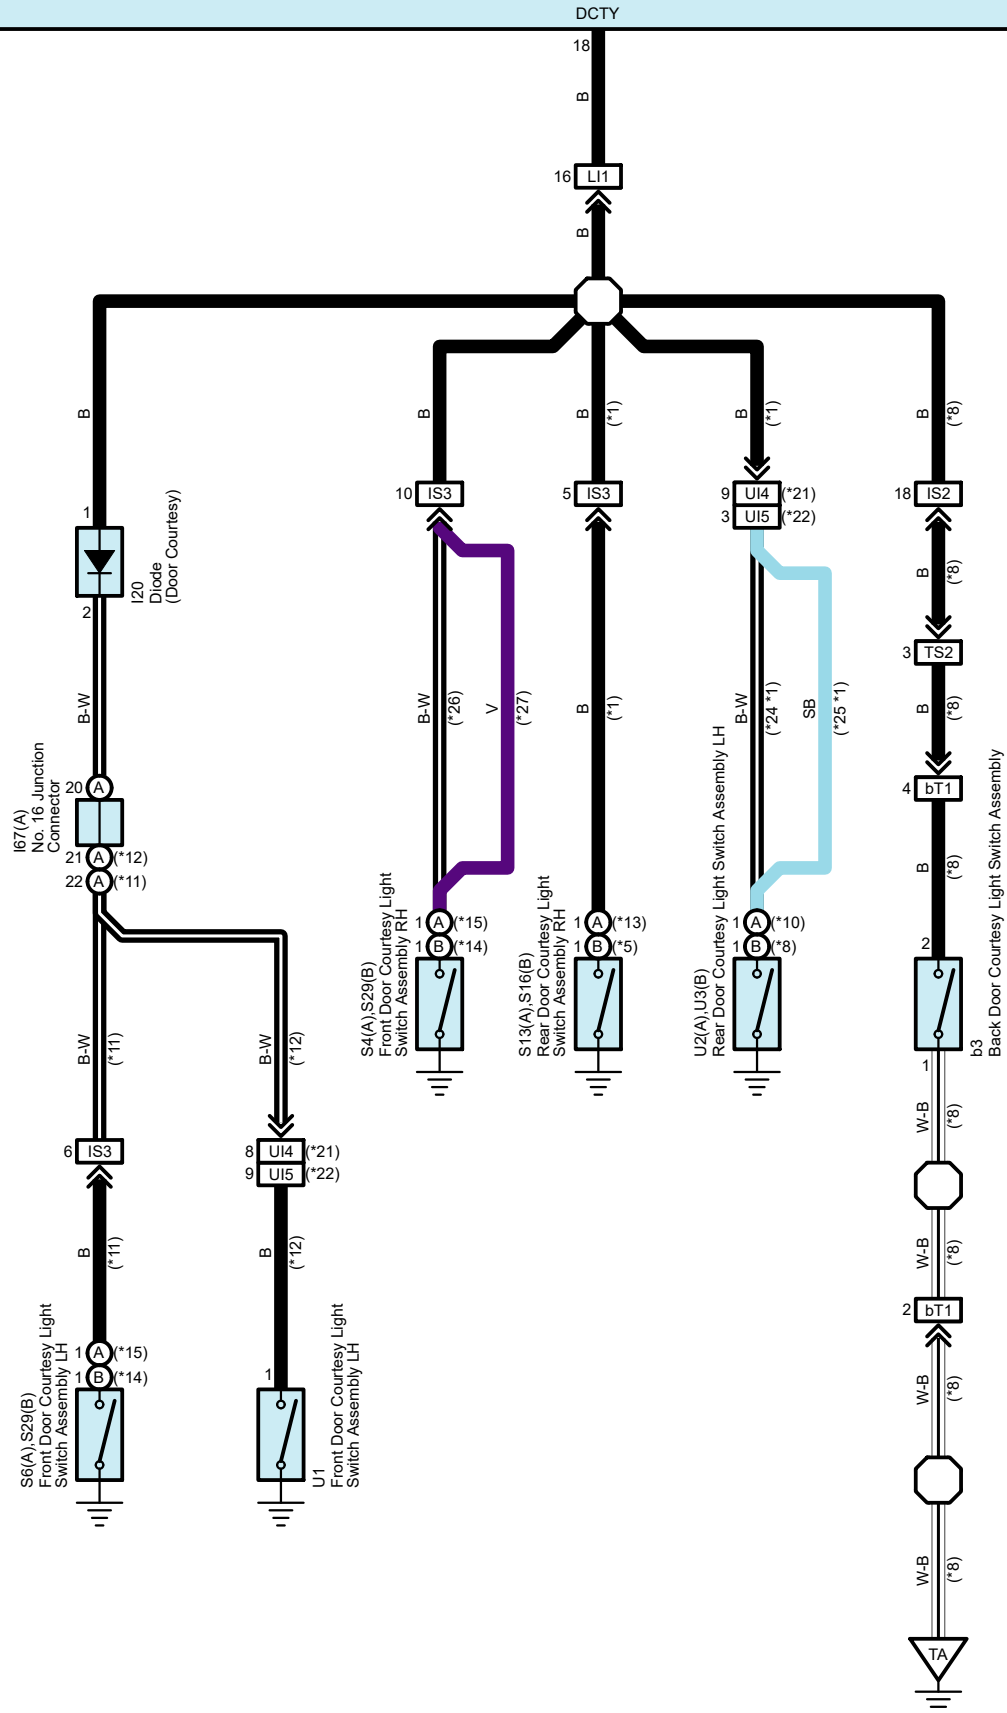 DCTY
18
B
16 LI1
B
B
B
B
(*1)
B
(*1)
B
(*8)
10 IS3
5 IS3
9 UI4 (*21)
3 UI5 (*22)
18 IS2
1
I20
Diode
(Door Courtesy)
2
B
(*8)
3 TS2
B-W
B-W
(*26)
V
(*27)
B
(*1)
B-W
(*24 *1)
SB
(*25 *1)
B
(*8)
I67(A)
No. 16 Junction
Connector
20 A
21 A (*12)
22 A (*11)
4 bT1
B
(*8)
S4(A),S29(B)
Front Door Courtesy Light
Switch Assembly RH
1 A (*15)
1 B (*14)
S13(A),S16(B)
Rear Door Courtesy Light
Switch Assembly RH
1 A (*13)
1 B (*5)
U2(A),U3(B)
Rear Door Courtesy Light Switch Assembly LH
1 A (*10)
1 B (*8)
2
b3
Back Door Courtesy Light Switch Assembly
1
B-W
(*11)
B-W
(*12)
W-B
(*8)
6 IS3
8 UI4 (*21)
9 UI5 (*22)
B
(*11)
B
(*12)
W-B
(*8)
2 bT1
S6(A),S29(B)
Front Door Courtesy Light
Switch Assembly LH
1 A (*15)
1 B (*14)
1
U1
Front Door Courtesy Light
Switch Assembly LH
W-B
(*8)
W-B
(*8)
TA